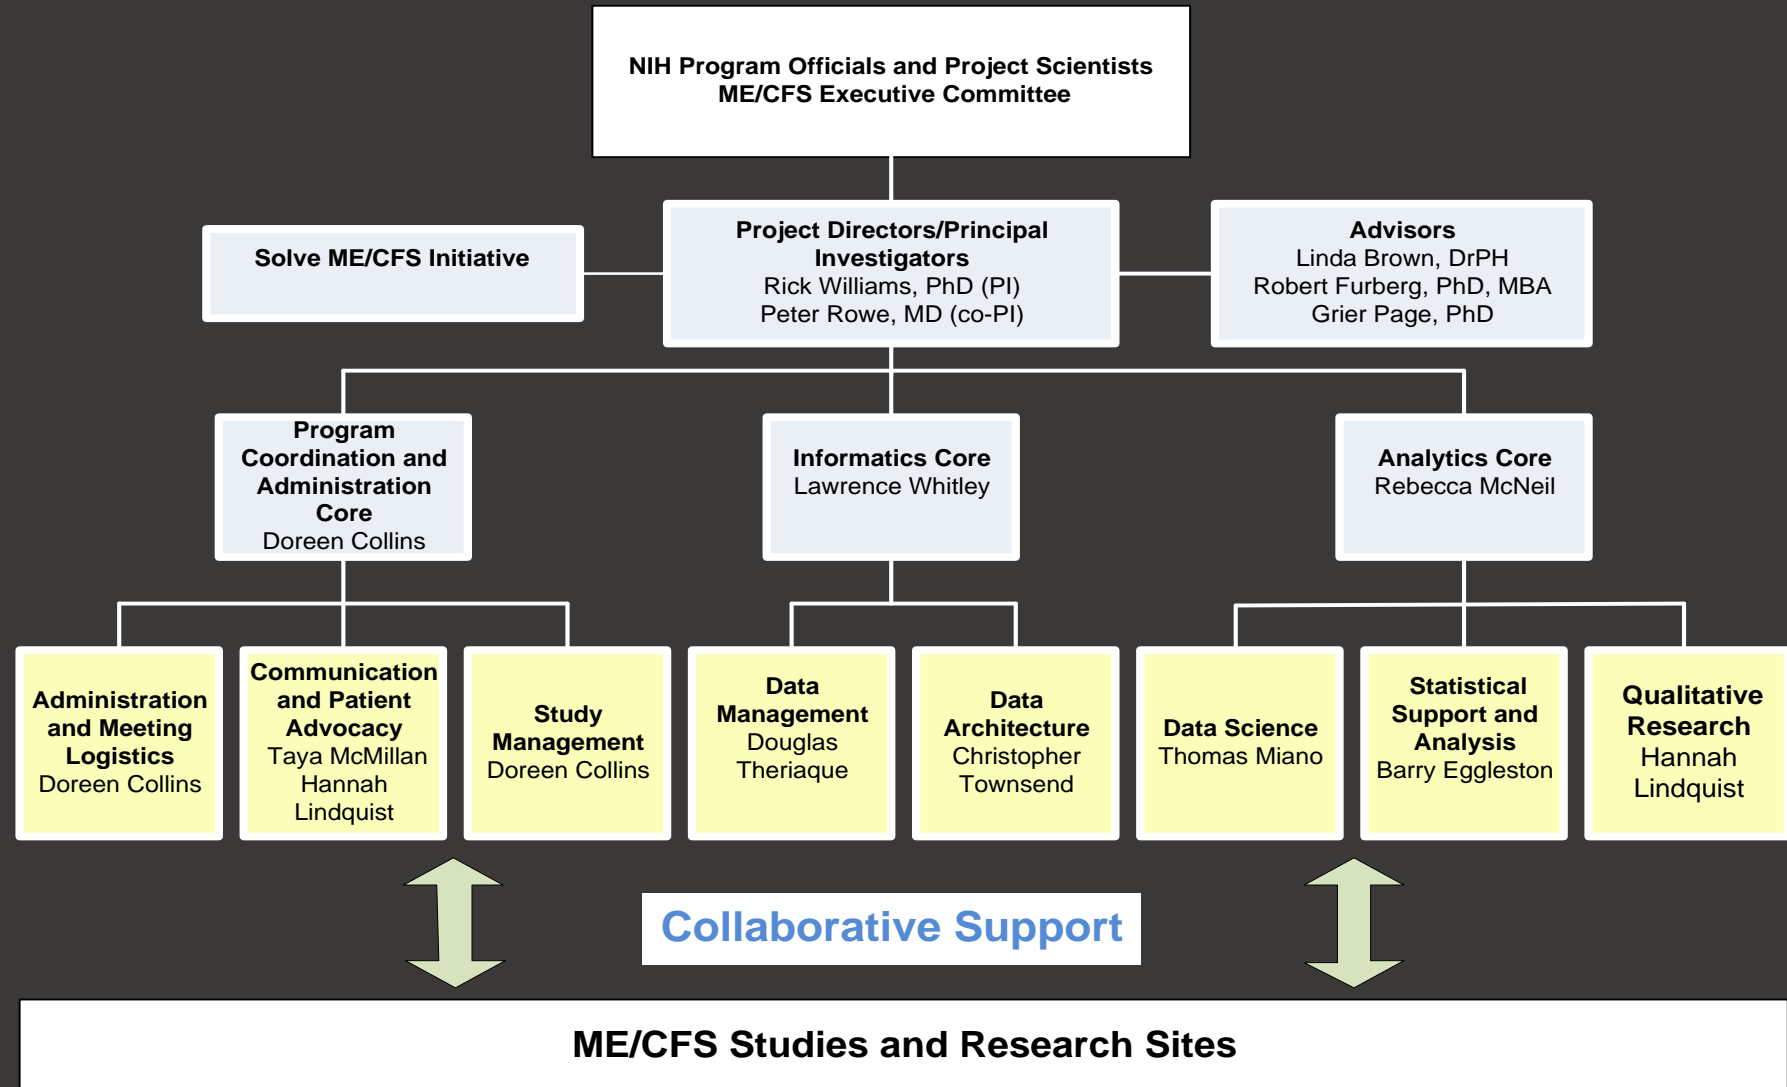 NIH Program Officials and Project Scientists
ME/CFS Executive Committee
Solve ME/CFS Initiative
Project Directors/Principal
Investigators
Rick Williams, PhD (PI)
Peter Rowe, MD (co-PI)
Advisors
Linda Brown, DrPH
Robert Furberg, PhD, MBA
Grier Page, PhD
Program
Coordination and
Administration
Core
Doreen Collins
Informatics Core
Lawrence Whitley
Analytics Core
Rebecca McNeil
Administration
and Meeting
Logistics
Doreen Collins
Communication
and Patient
Advocacy
Taya McMillan
Hannah
Lindquist
Study
Management
Doreen Collins
Data
Management
Douglas
Theriaque
Data
Architecture
Christopher
Townsend
Data Science
Thomas Miano
Statistical
Support and
Analysis
Barry Eggleston
Qualitative
Research
Hannah
Lindquist
Collaborative Support
ME/CFS Studies and Research Sites